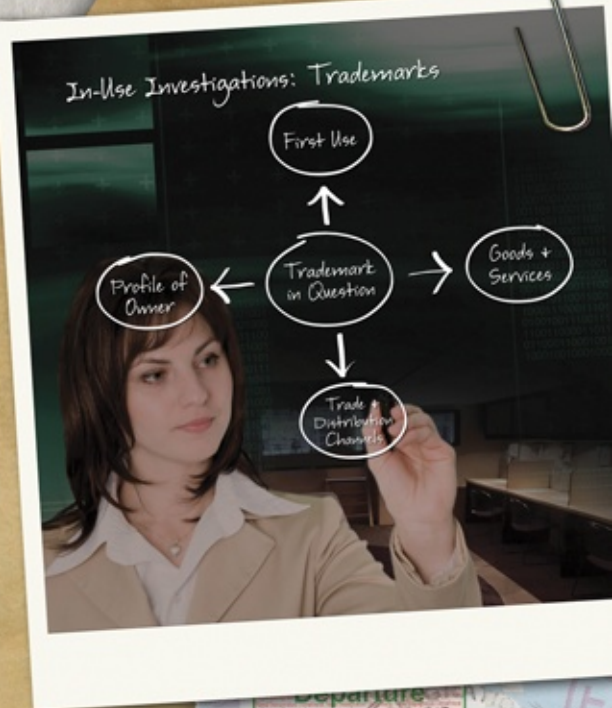 In-Use Investigations: Trademarks
First Use
Profile of
Owner
Trademark
in Question
Goods +
Services
Trade +
Distribution
Channels
Departure